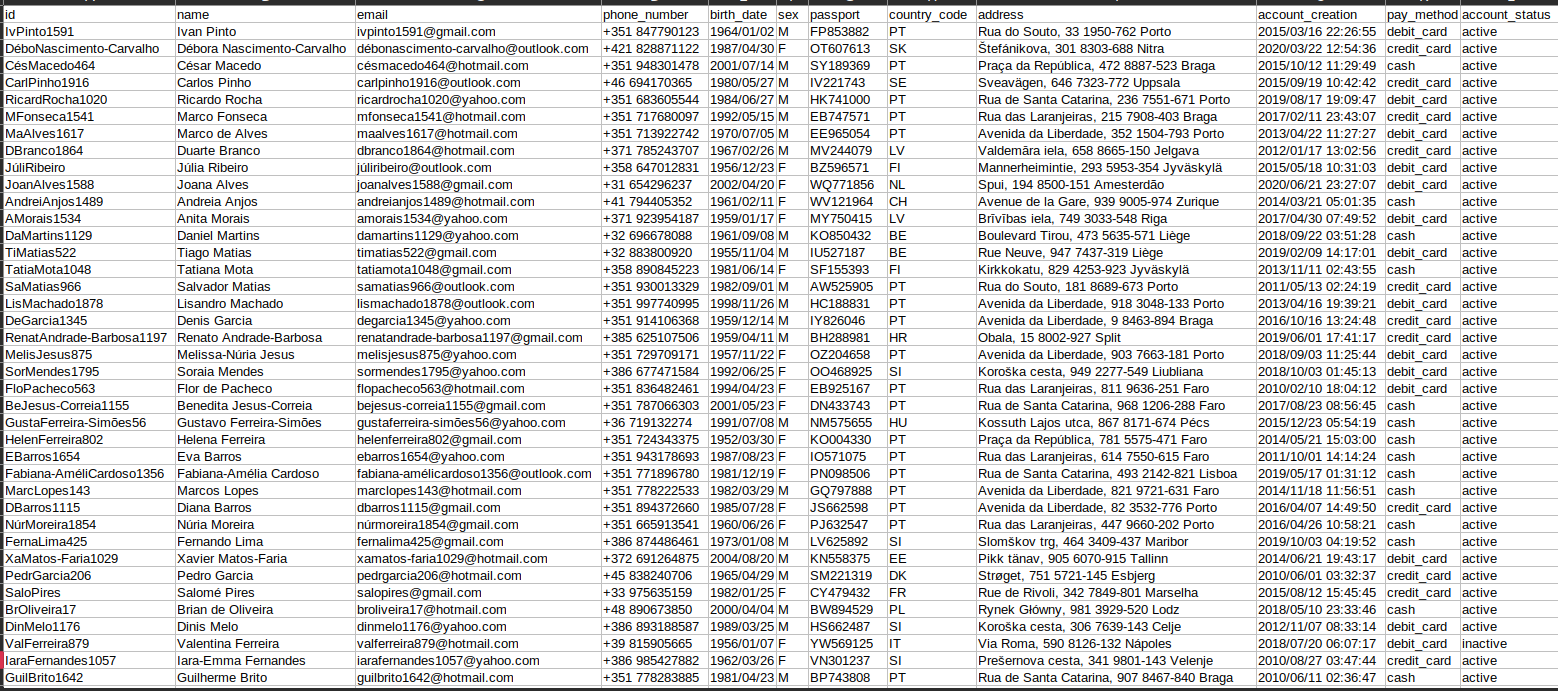 id name email phone_number birth_date sex passport country_code address account_creation pay_method account_status
IvPinto1591 Ivan Pinto ivpinto1591@gmail.com +351 847790123 1964/01/02 M FP853882 PT Rua do Souto, 33 1950-762 Porto 2015/03/16 22:26:55 debit_card active
DéboNascimento-Carvalho Débora Nascimento-Carvalho débonascimento-carvalho@outlook.com +421 828871122 1987/04/30 F OT607613 SK Štefánikova, 301 8303-688 Nitra 2020/03/22 12:54:36 credit_card active
CésMacedo464 César Macedo césmacedo464@hotmail.com +351 948301478 2001/07/14 M SY189369 PT Praça da República, 472 8887-523 Braga 2015/10/12 11:29:49 cash active
CarlPinho1916 Carlos Pinho carlpinho1916@outlook.com +46 694170365 1980/05/27 M IV221743 SE Sveavägen, 646 7323-772 Uppsala 2015/09/19 10:42:42 credit_card active
RicardRocha1020 Ricardo Rocha ricardrocha1020@yahoo.com +351 683605544 1984/06/27 M HK741000 PT Rua de Santa Catarina, 236 7551-671 Porto 2019/08/17 19:09:47 debit_card active
MFonseca1541 Marco Fonseca mfonseca1541@hotmail.com +351 717680097 1992/05/15 M EB747571 PT Rua das Laranjeiras, 215 7908-403 Braga 2017/02/11 23:43:07 credit_card active
MaAlves1617 Marco de Alves maalves1617@hotmail.com +351 713922742 1970/07/05 M EE965054 PT Avenida da Liberdade, 352 1504-793 Porto 2013/04/22 11:27:27 debit_card active
DBranco1864 Duarte Branco dbranco1864@hotmail.com +371 785243707 1967/02/26 M MV244079 LV Valdemāra iela, 658 8665-150 Jelgava 2012/01/17 13:02:56 credit_card active
JúliRibeiro Júlia Ribeiro júliribeiro@outlook.com +358 647012831 1956/12/23 F BZ596571 FI Mannerheimintie, 293 5953-354 Jyväskylä 2015/05/18 10:31:03 debit_card active
JoanAlves1588 Joana Alves joanalves1588@gmail.com +31 654296237 2002/04/20 F WQ771856 NL Spui, 194 8500-151 Amesterdão 2020/06/21 23:27:07 debit_card active
AndreiAnjos1489 Andreia Anjos andreianjos1489@hotmail.com +41 794405352 1961/02/11 F WV121964 CH Avenue de la Gare, 939 9005-974 Zurique 2014/03/21 05:01:35 cash active
AMorais1534 Anita Morais amorais1534@yahoo.com +371 923954187 1959/01/17 F MY750415 LV Brīvības iela, 749 3033-548 Riga 2017/04/30 07:49:52 debit_card active
DaMartins1129 Daniel Martins damartins1129@yahoo.com +32 696678088 1961/09/08 M KO850432 BE Boulevard Tirou, 473 5635-571 Liège 2018/09/22 03:51:28 cash active
TiMatias522 Tiago Matias timatias522@gmail.com +32 883800920 1955/11/04 M IU527187 BE Rue Neuve, 947 7437-319 Liège 2019/02/09 14:17:01 debit_card active
TatiaMota1048 Tatiana Mota tatiamota1048@gmail.com +358 890845223 1981/06/14 F SF155393 FI Kirkkokatu, 829 4253-923 Jyväskylä 2013/11/11 02:43:55 cash active
SaMatias966 Salvador Matias samatias966@outlook.com +351 930013329 1982/09/01 M AW525905 PT Rua do Souto, 181 8689-673 Porto 2011/05/13 02:24:19 credit_card active
LisMachado1878 Lisandro Machado lismachado1878@outlook.com +351 997740995 1998/11/26 M HC188831 PT Avenida da Liberdade, 918 3048-133 Porto 2013/04/16 19:39:21 debit_card active
DeGarcia1345 Denis Garcia degarcia1345@yahoo.com +351 914106368 1959/12/14 M IY826046 PT Avenida da Liberdade, 9 8463-894 Braga 2016/10/16 13:24:48 credit_card active
RenatAndrade-Barbosa1197 Renato Andrade-Barbosa renatandrade-barbosa1197@gmail.com +385 625107506 1959/04/11 M BH288981 HR Obala, 15 8002-927 Split 2019/06/01 17:41:17 credit_card active
MelisJesus875 Melissa-Núria Jesus melisjesus875@yahoo.com +351 729709171 1957/11/22 F OZ204658 PT Avenida da Liberdade, 903 7663-181 Porto 2018/09/03 11:25:44 debit_card active
SorMendes1795 Soraia Mendes sormendes1795@yahoo.com +386 677471584 1992/06/25 F OO468925 SI Koroška cesta, 949 2277-549 Liubliana 2018/10/03 01:45:13 debit_card active
FloPacheco563 Flor de Pacheco flopacheco563@hotmail.com +351 836482461 1994/04/23 F EB925167 PT Rua das Laranjeiras, 811 9636-251 Faro 2010/02/10 18:04:12 debit_card active
BeJesus-Correia1155 Benedita Jesus-Correia bejesus-correia1155@gmail.com +351 787066303 2001/05/23 F DN433743 PT Rua de Santa Catarina, 968 1206-288 Faro 2017/08/23 08:56:45 cash active
GustaFerreira-Simões56 Gustavo Ferreira-Simões gustaferreira-simões56@yahoo.com +36 719132274 1991/07/08 M NM575655 HU Kossuth Lajos utca, 867 8171-674 Pécs 2015/12/23 05:54:19 cash active
HelenFerreira802 Helena Ferreira helenferreira802@gmail.com +351 724343375 1952/03/30 F KO004330 PT Praça da República, 781 5575-471 Faro 2014/05/21 15:03:00 cash active
EBarros1654 Eva Barros ebarros1654@yahoo.com +351 943178693 1987/08/23 F IO571075 PT Rua das Laranjeiras, 614 7550-615 Faro 2011/10/01 14:14:24 cash active
Fabiana-AméliCardoso1356 Fabiana-Amélia Cardoso fabiana-amélicardoso1356@outlook.com +351 771896780 1981/12/19 F PN098506 PT Rua de Santa Catarina, 493 2142-821 Lisboa 2019/05/17 01:31:12 cash active
MarcLopes143 Marcos Lopes marclopes143@hotmail.com +351 778222533 1982/03/29 M GQ797888 PT Avenida da Liberdade, 821 9721-631 Faro 2014/11/18 11:56:51 cash active
DBarros1115 Diana Barros dbarros1115@gmail.com +351 894372660 1985/07/28 F JS662598 PT Avenida da Liberdade, 82 3532-776 Porto 2016/04/07 14:49:50 credit_card active
NúrMoreira1854 Núria Moreira núrmoreira1854@gmail.com +351 665913541 1960/06/26 F PJ632547 PT Rua das Laranjeiras, 447 9660-202 Porto 2016/04/26 10:58:21 cash active
FernaLima425 Fernando Lima fernalima425@gmail.com +386 874486461 1973/01/08 M LV625892 SI Slomškov trg, 464 3409-437 Maribor 2019/10/03 04:19:52 cash active
XaMatos-Faria1029 Xavier Matos-Faria xamatos-faria1029@hotmail.com +372 691264875 2004/08/20 M KN558375 EE Pikk tänav, 905 6070-915 Tallinn 2014/06/21 19:43:17 debit_card active
PedrGarcia206 Pedro Garcia pedrgarcia206@hotmail.com +45 838240706 1965/04/29 M SM221319 DK Strøget, 751 5721-145 Esbjerg 2010/06/01 03:32:37 credit_card active
SaloPires Salomé Pires salopires@gmail.com +33 975635159 1982/01/25 F CY479432 FR Rue de Rivoli, 342 7849-801 Marselha 2015/08/12 15:45:45 credit_card active
BrOliveira17 Brian de Oliveira broliveira17@hotmail.com +48 890673850 2000/04/04 M BW894529 PL Rynek Główny, 981 3929-520 Lodz 2018/05/10 23:33:46 cash active
DinMelo1176 Dinis Melo dinmelo1176@yahoo.com +386 893188587 1989/03/25 M HS662487 SI Koroška cesta, 306 7639-143 Celje 2012/11/07 08:33:14 debit_card active
ValFerreira879 Valentina Ferreira valferreira879@hotmail.com +39 815905665 1956/01/07 F YW569125 IT Via Roma, 590 8126-132 Nápoles 2018/07/20 06:07:17 debit_card inactive
IaraFernandes1057 Iara-Emma Fernandes iarafernandes1057@yahoo.com +386 985427882 1962/03/26 F VN301237 SI Prešernova cesta, 341 9801-143 Velenje 2010/08/27 03:47:44 credit_card active
GuilBrito1642 Guilherme Brito guilbrito1642@hotmail.com +351 778283885 1981/04/23 M BP743808 PT Rua de Santa Catarina, 907 8467-840 Braga 2010/06/11 02:36:47 cash active